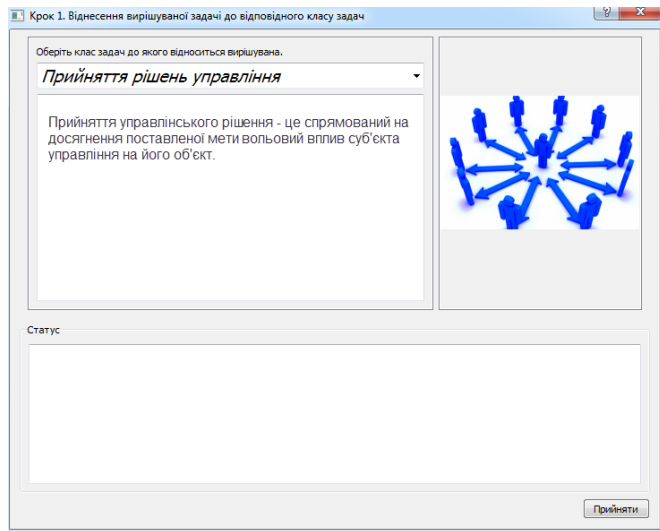 Крок 1. Віднесення вирішуваної задачі до відповідного класу задач
Оберіть клас задач до якого відноситься вирішувана.
Прийняття рішень управління
Прийняття управлінського рішення - це спрямований на
досягнення поставленої мети вольовий вплив суб'єкта
управління на його об'єкт.
Статус
Прийняти